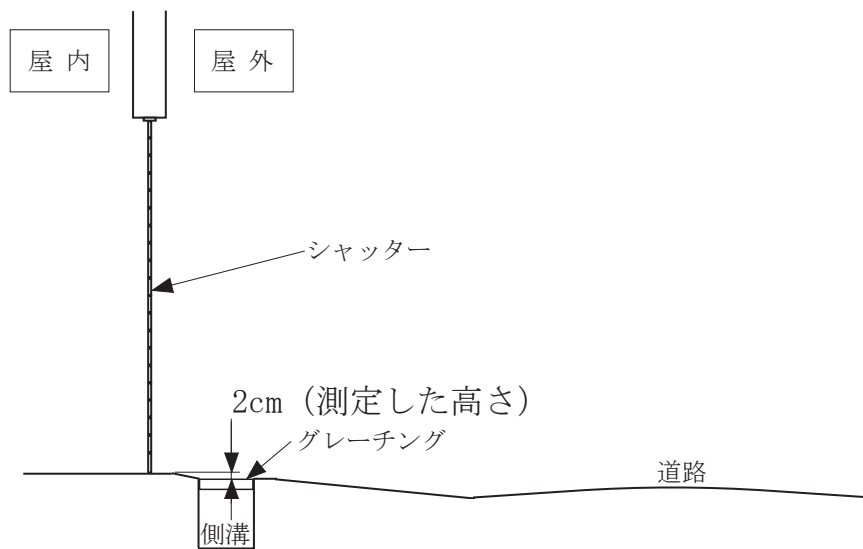 屋内
屋外
シャッター
2cm (測定した高さ)
グレーチング
道路
側溝